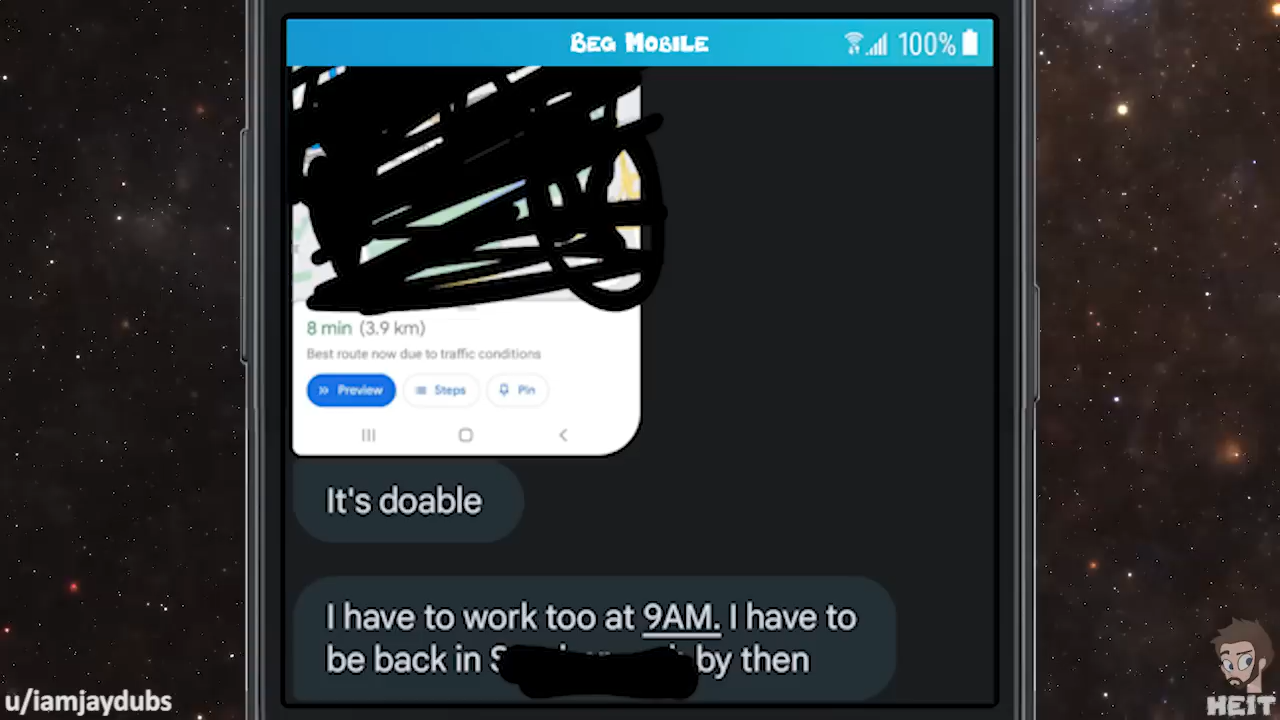 BEG MOBILE
100%
8 min (3.9 km)
Best route now due to traffic conditions
Preview
Steps
Pin
It's doable
I have to work too at 9AM. I have to
be back in by then
u/iamjaydubs
HEIT